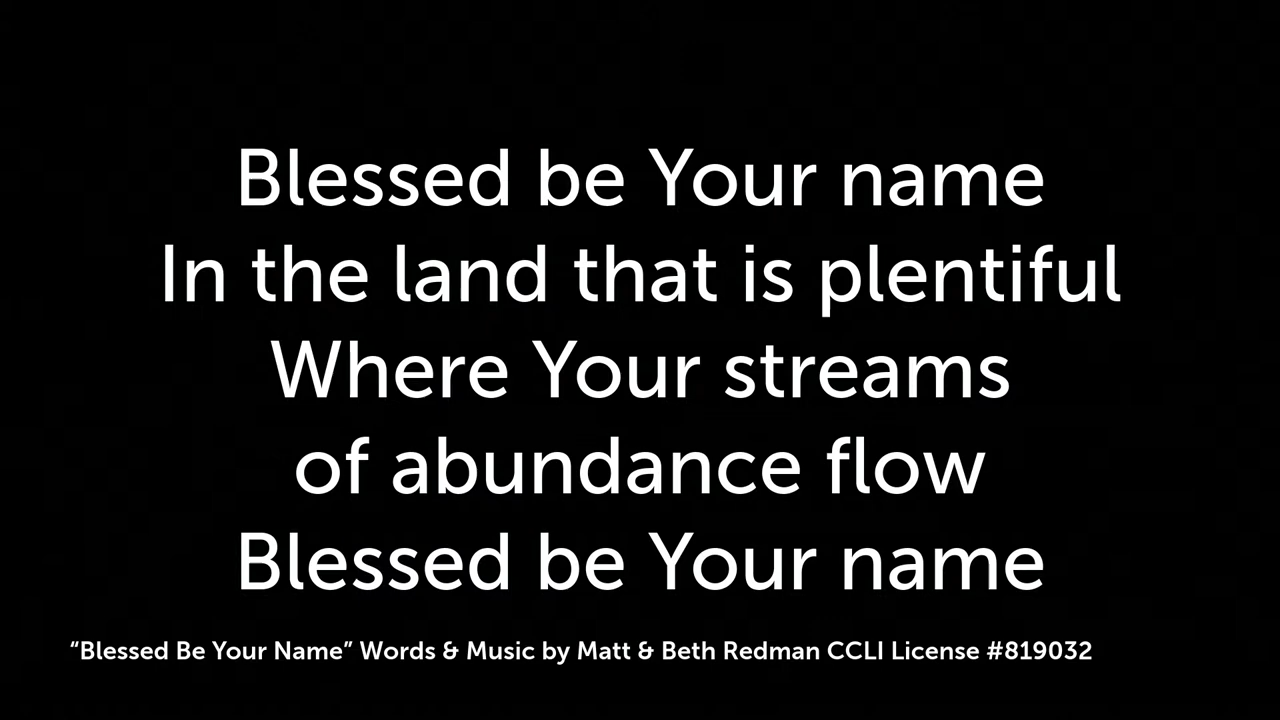 Blessed be Your name
In the land that is plentiful
Where Your streams
of abundance flow
Blessed be Your name
“Blessed Be Your Name” Words & Music by Matt & Beth Redman CCLI License #819032